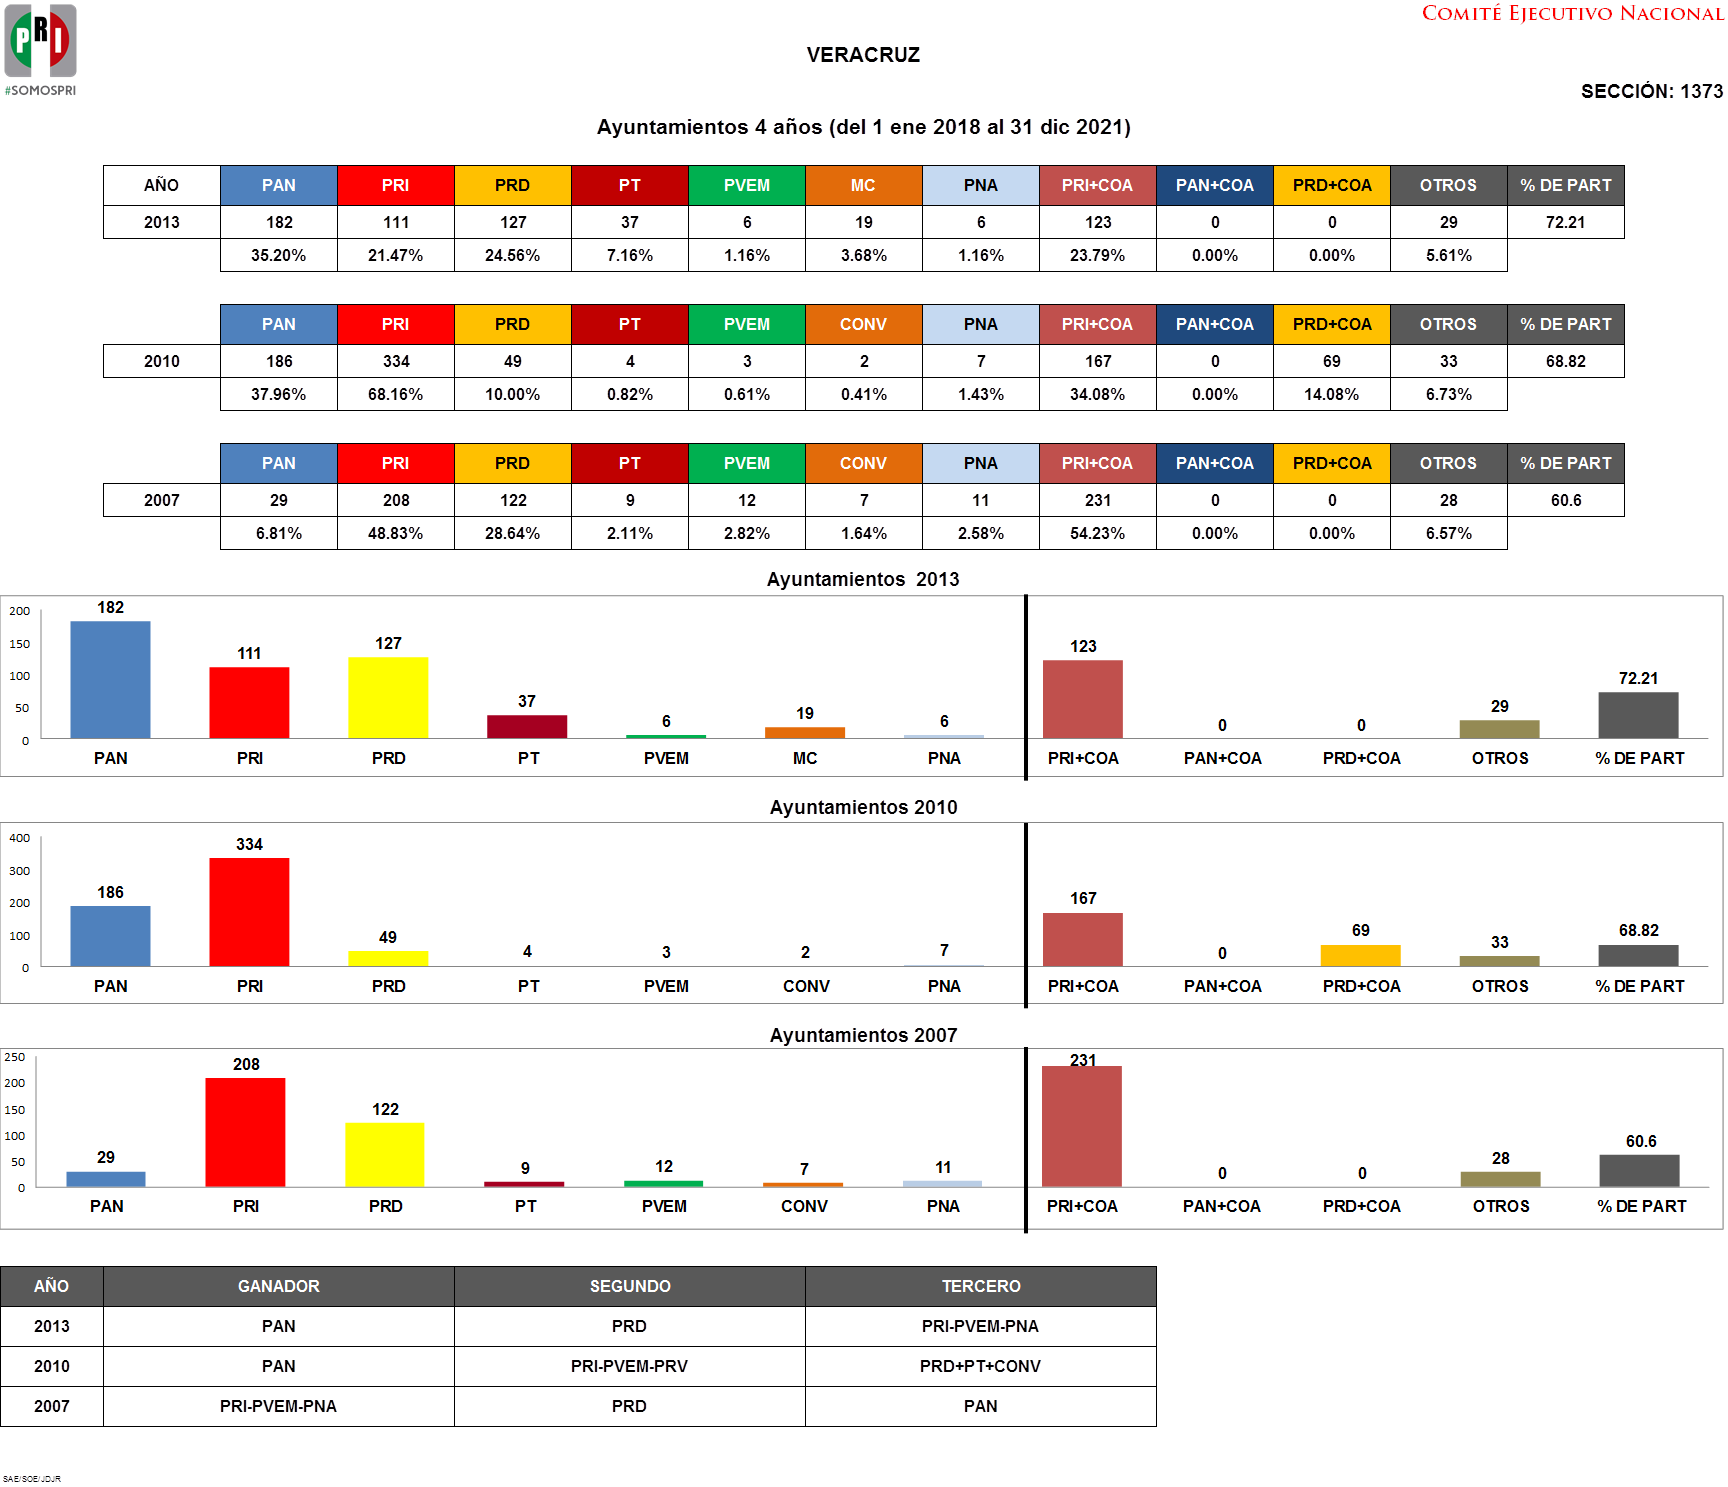 PRI
#SOMOSPRI
COMITÉ EJECUTIVO NACIONAL
VERACRUZ
SECCIÓN: 1373
Ayuntamientos 4 años (del 1 ene 2018 al 31 dic 2021)
AÑO PAN PRI PRD PT PVEM MC PNA PRI+COA PAN+COA PRD+COA OTROS % DE PART
2013 182 111 127 37 6 19 6 123 0 0 29 72.21
35.20% 21.47% 24.56% 7.16% 1.16% 3.68% 1.16% 23.79% 0.00% 0.00% 5.61%
PAN PRI PRD PT PVEM CONV PNA PRI+COA PAN+COA PRD+COA OTROS % DE PART
2010 186 334 49 4 3 2 7 167 0 69 33 68.82
37.96% 68.16% 10.00% 0.82% 0.61% 0.41% 1.43% 34.08% 0.00% 14.08% 6.73%
PAN PRI PRD PT PVEM CONV PNA PRI+COA PAN+COA PRD+COA OTROS % DE PART
2007 29 208 122 9 12 7 11 231 0 0 28 60.6
6.81% 48.83% 28.64% 2.11% 2.82% 1.64% 2.58% 54.23% 0.00% 0.00% 6.57%
Ayuntamientos 2013
200
150
100
50
0
182 111 127 37 6 19 6 123 0 0 29 72.21
PAN PRI PRD PT PVEM MC PNA PRI+COA PAN+COA PRD+COA OTROS % DE PART
Ayuntamientos 2010
400
300
200
100
0
186 334 49 4 3 2 7 167 0 69 33 68.82
PAN PRI PRD PT PVEM CONV PNA PRI+COA PAN+COA PRD+COA OTROS % DE PART
Ayuntamientos 2007
250
200
150
100
50
0
29 208 122 9 12 7 11 231 0 0 28 60.6
PAN PRI PRD PT PVEM CONV PNA PRI+COA PAN+COA PRD+COA OTROS % DE PART
AÑO GANADOR SEGUNDO TERCERO
2013 PAN PRD PRI-PVEM-PNA
2010 PAN PRI-PVEM-PRV PRD+PT+CONV
2007 PRI-PVEM-PNA PRD PAN
SAE/SOE/JDJR